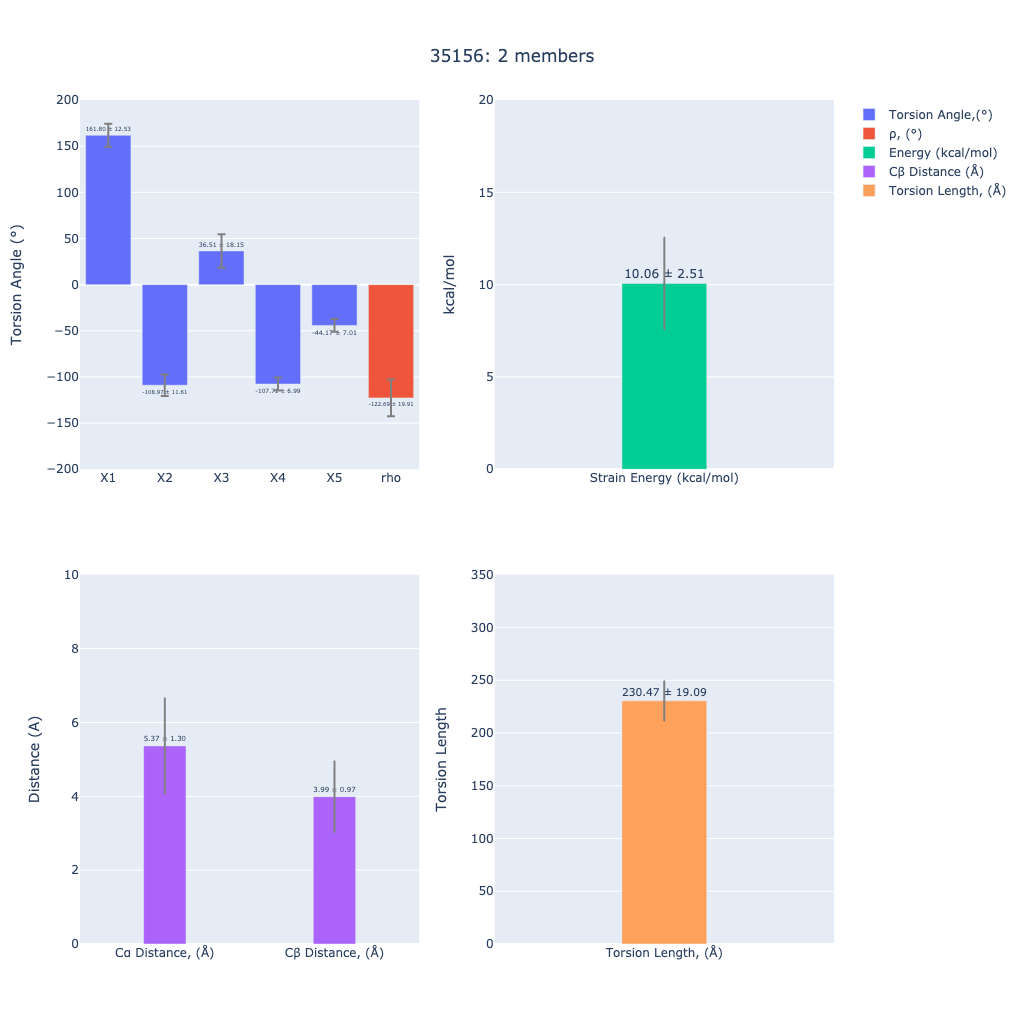 35156: 2 members
Torsion Angle (°)
200
150
100
50
0
−50
−100
−150
−200
161.80 ± 12.53
36.51 ± 18.15
-44.17 ± 7.01
-107.71 ± 6.99
-122.69 ± 19.91
X1 X2 X3 X4 X5 rho
kcal/mol
20
15
10
5
0
10.06 ± 2.51
Strain Energy (kcal/mol)
Torsion Angle,(°)
ρ, (°)
Energy (kcal/mol)
Cβ Distance (Å)
Torsion Length, (Å)
Distance (A)
10
8
6
4
2
0
5.37 ± 1.30
3.99 ± 0.97
Cα Distance, (Å) Cβ Distance, (Å)
Torsion Length
350
300
250
200
150
100
50
0
230.47 ± 19.09
Torsion Length, (Å)